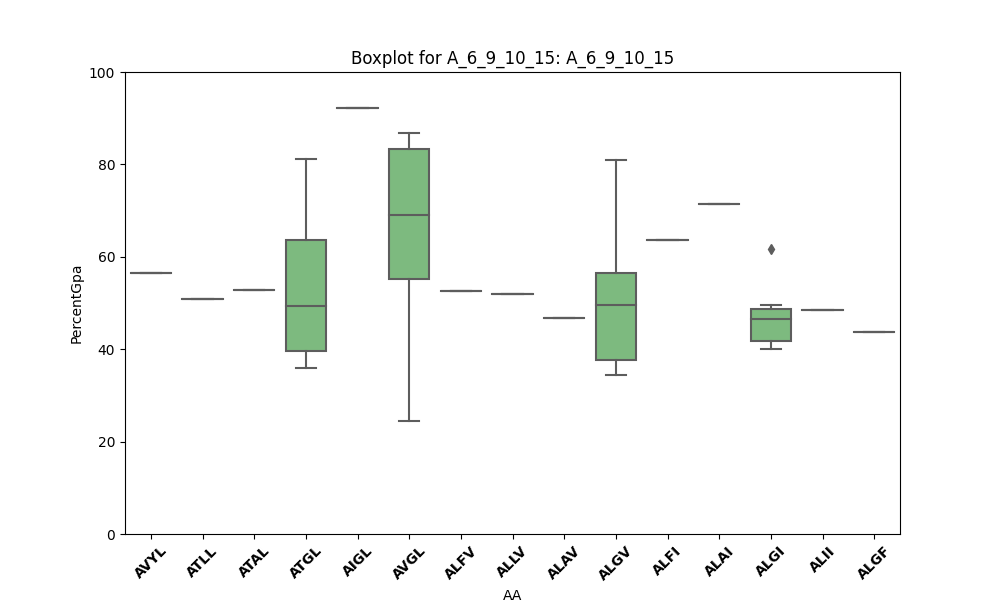 Boxplot for A_6_9_10_15: A_6_9_10_15
100
80
60
40
20
0
PercentGpa
AVYL
ATLL
ATAL
ATGL
AIGL
AVGL
ALFV
ALLV
ALAV
ALGV
ALFI
ALAI
ALGI
ALII
ALGF
AA